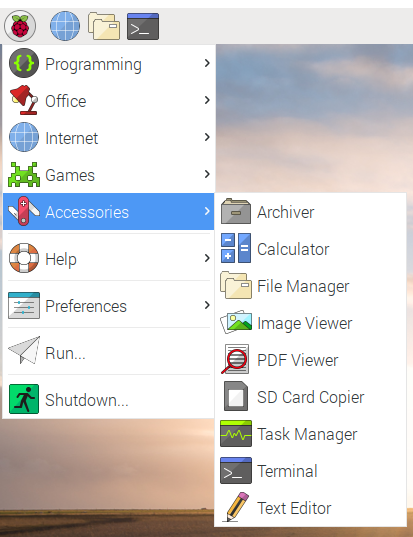 Programming
Office
Internet
Games
Accessories
Help
Preferences
Run...
Shutdown...
Archiver
Calculator
File Manager
Image Viewer
PDF Viewer
SD Card Copier
Task Manager
Terminal
Text Editor